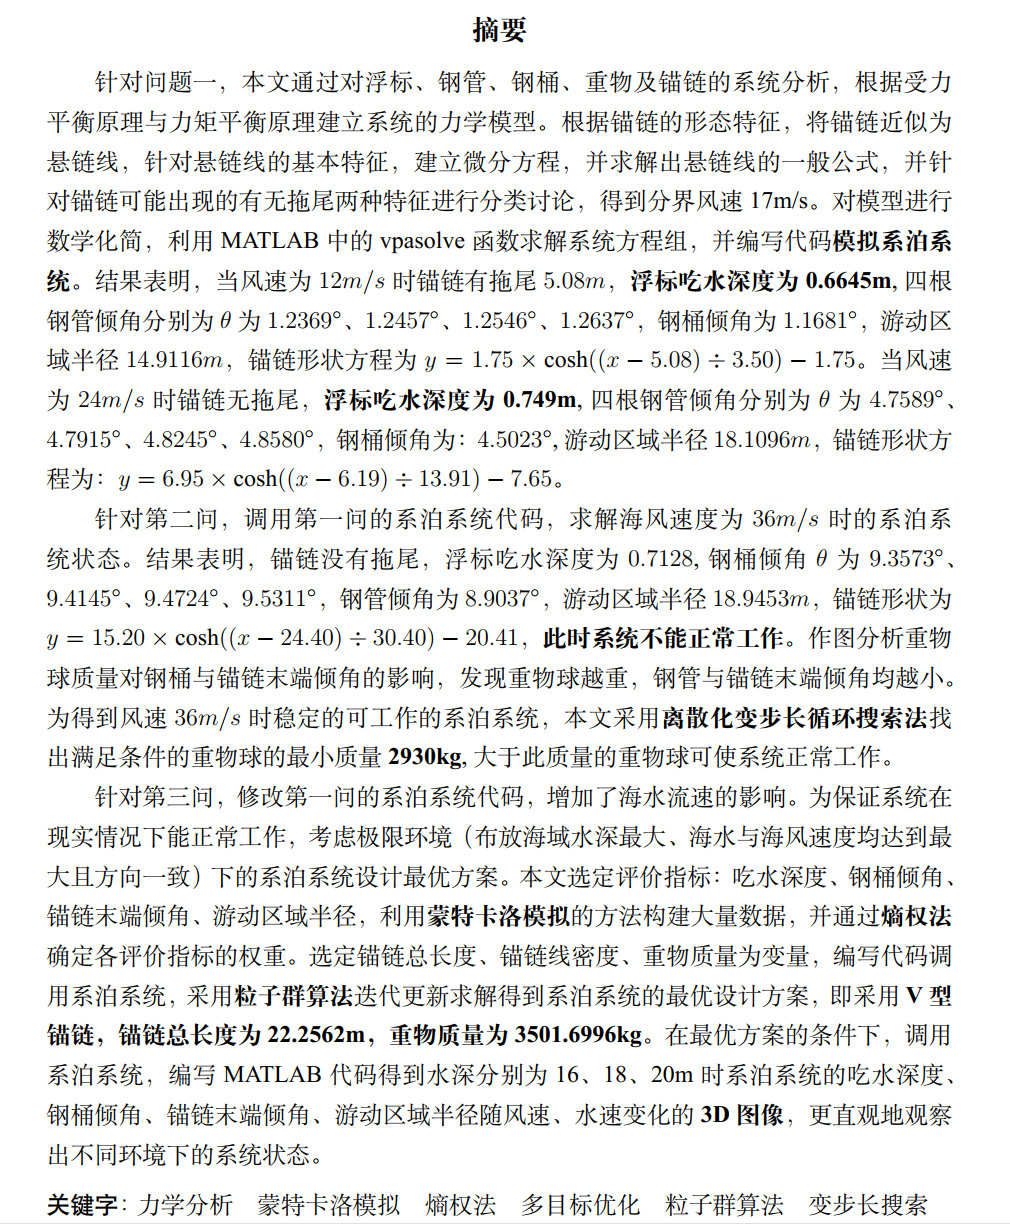 摘要
针对问题一，本文通过对浮标、钢管、钢桶、重物及锚链的系统分析，根据受力
平衡原理与力矩平衡原理建立系统的力学模型。根据锚链的形态特征，将锚链近似为
悬链线，针对悬链线的基本特征，建立微分方程，并求解出悬链线的一般公式，并针
对锚链可能出现的有无拖尾两种特征进行分类讨论，得到分界风速 17m/s。对模型进行
数学化简，利用 MATLAB 中的 vpasolve 函数求解系统方程组，并编写代码模拟系泊系
统。结果表明，当风速为 12m/s 时锚链有拖尾 5.08m，浮标吃水深度为 0.6645m, 四根
钢管倾角分别为 θ 为 1.2369°、1.2457°、1.2546°、1.2637°，钢桶倾角为 1.1681°，游动区
域半径 14.9116m，锚链形状方程为 y = 1.75 × cosh((x − 5.08) ÷ 3.50) − 1.75。当风速
为 24m/s 时锚链无拖尾，浮标吃水深度为 0.749m, 四根钢管倾角分别为 θ 为 4.7589°、
4.7915°、4.8245°、4.8580°，钢桶倾角为：4.5023°, 游动区域半径 18.1096m，锚链形状方
程为：y = 6.95 × cosh((x − 6.19) ÷ 13.91) − 7.65。
针对第二问，调用第一问的系泊系统代码，求解海风速度为 36m/s 时的系泊系
统状态。结果表明，锚链没有拖尾，浮标吃水深度为 0.7128, 钢桶倾角 θ 为 9.3573°、
9.4145°、9.4724°、9.5311°，钢管倾角为 8.9037°，游动区域半径 18.9453m，锚链形状为
y = 15.20 × cosh((x − 24.40) ÷ 30.40) − 20.41，此时系统不能正常工作。作图分析重物
球质量对钢桶与锚链末端倾角的影响，发现重物球越重，钢管与锚链末端倾角均越小。
为得到风速 36m/s 时稳定的可工作的系泊系统，本文采用离散化变步长循环搜索法找
出满足条件的重物球的最小质量 2930kg, 大于此质量的重物球可使系统正常工作。
针对第三问，修改第一问的系泊系统代码，增加了海水流速的影响。为保证系统在
现实情况下能正常工作，考虑极限环境（布放海域水深最大、海水与海风速度均达到最
大且方向一致）下的系泊系统设计最优方案。本文选定评价指标：吃水深度、钢桶倾角、
锚链末端倾角、游动区域半径，利用蒙特卡洛模拟的方法构建大量数据，并通过熵权法
确定各评价指标的权重。选定锚链总长度、锚链线密度、重物质量为变量，编写代码调
用系泊系统，采用粒子群算法迭代更新求解得到系泊系统的最优设计方案，即采用 V 型
锚链，锚链总长度为 22.2562m，重物质量为 3501.6996kg。在最优方案的条件下，调用
系泊系统，编写 MATLAB 代码得到水深分别为 16、18、20m 时系泊系统的吃水深度、
钢桶倾角、锚链末端倾角、游动区域半径随风速、水速变化的 3D 图像，更直观地观察
出不同环境下的系统状态。
关键字：力学分析 蒙特卡洛模拟 熵权法 多目标优化 粒子群算法 变步长搜索